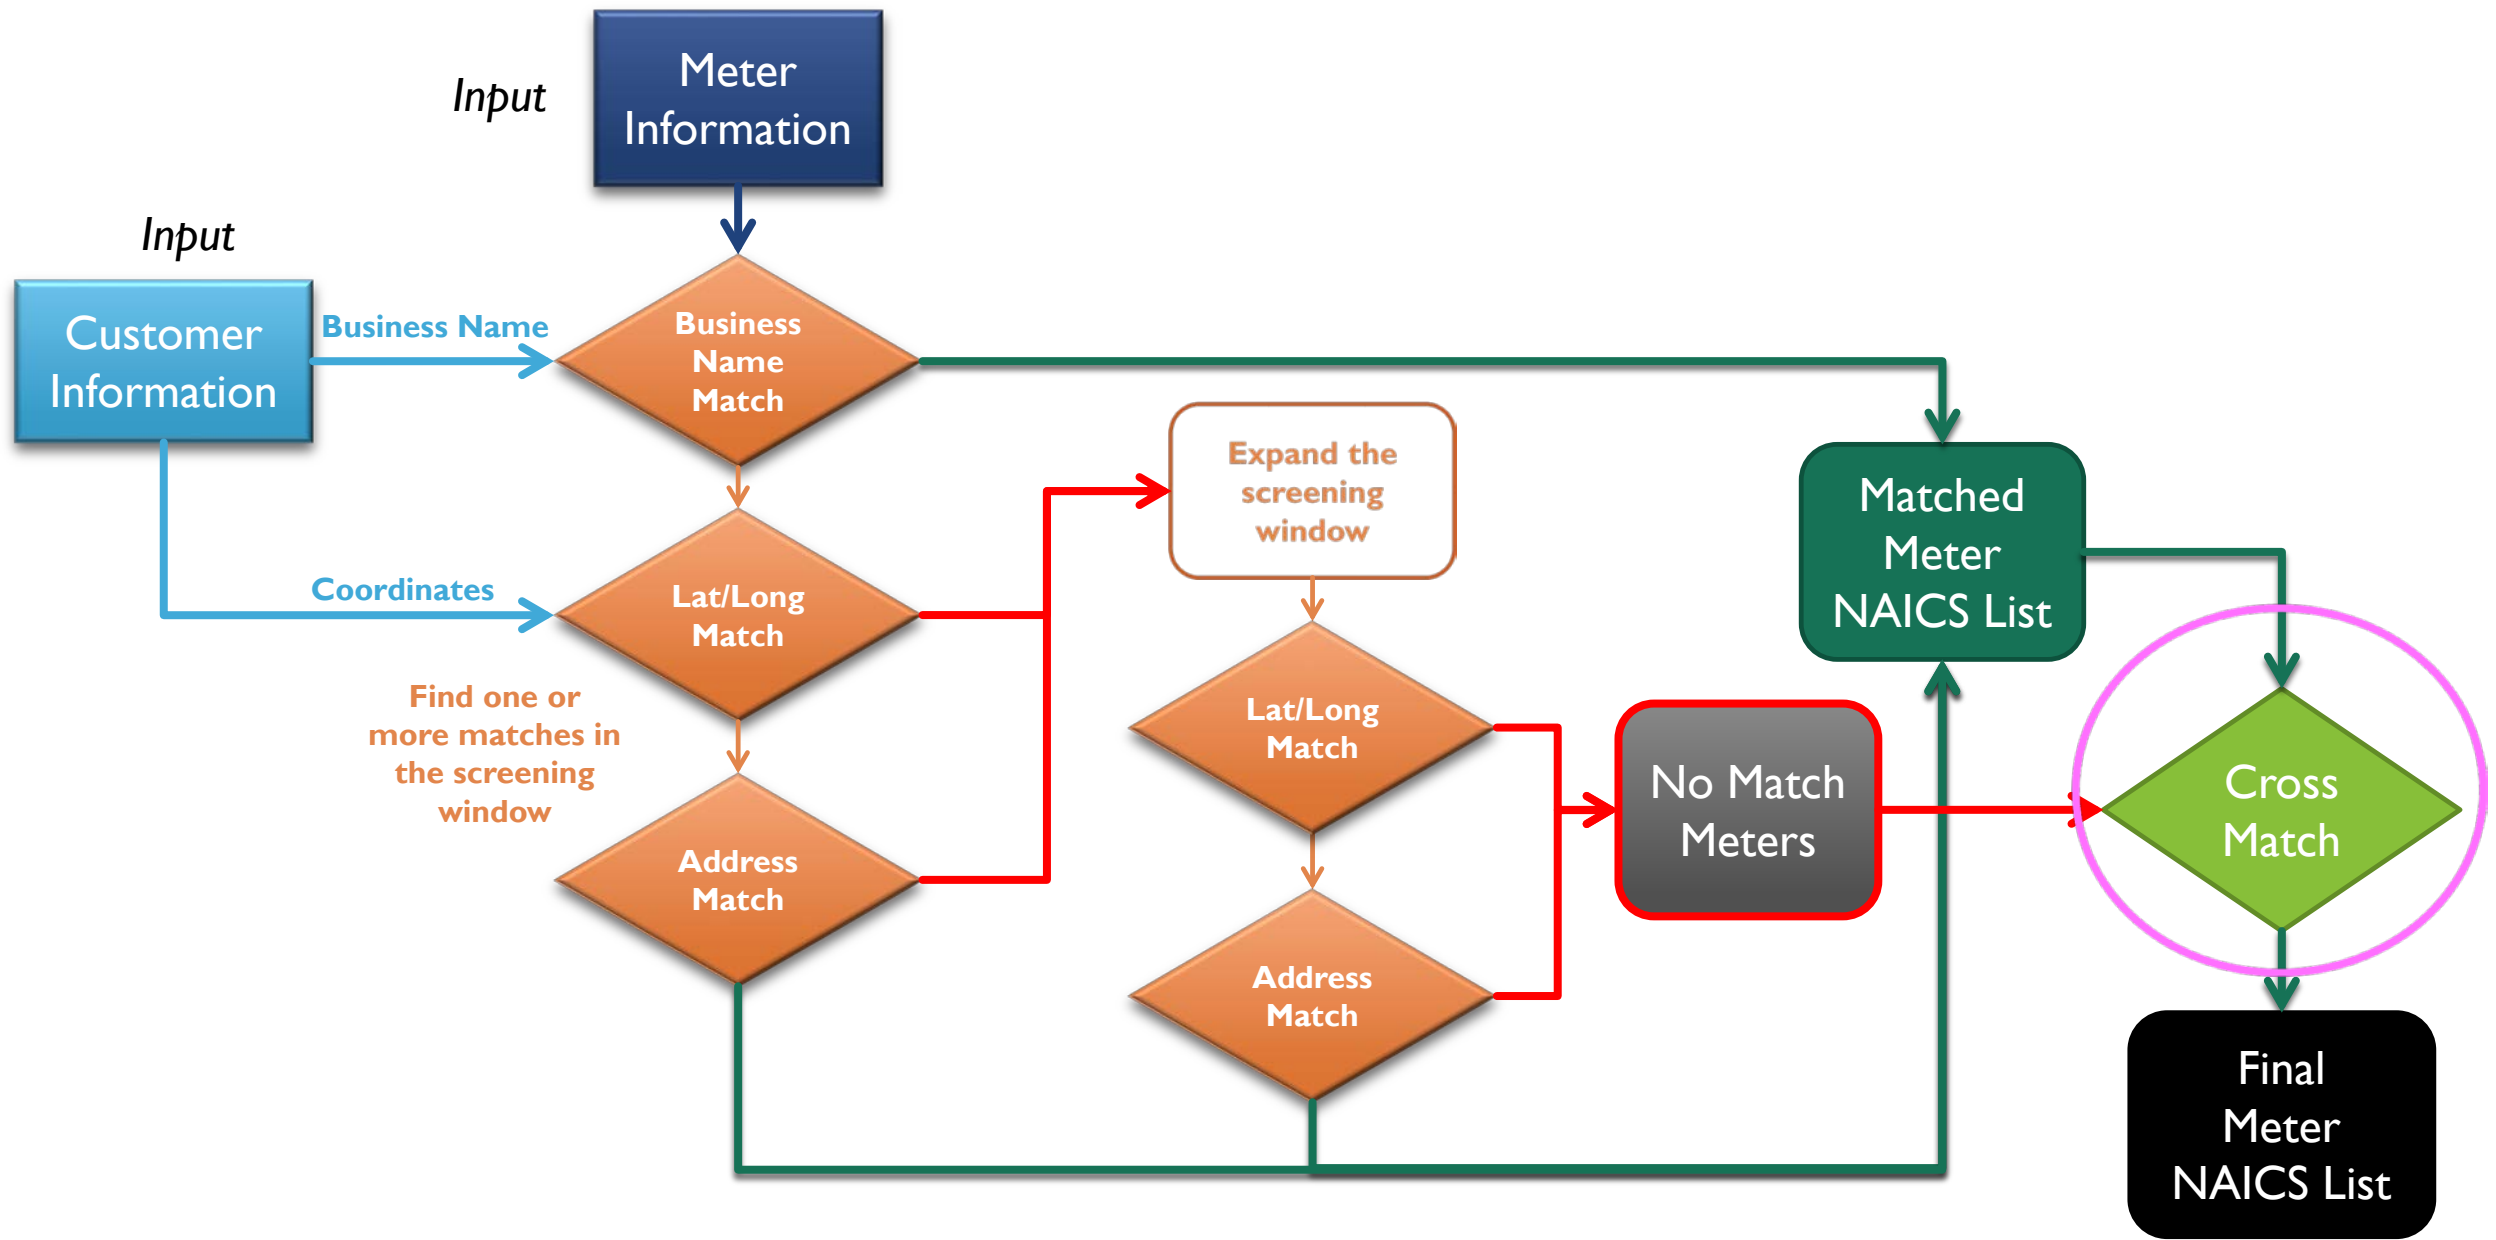 Input
Meter
Information
Input
Customer
Information
Business Name
Business
Name
Match
Coordinates
Lat/Long
Match
Find one or
more matches in
the screening
window
Address
Match
Expand the
screening
window
Lat/Long
Match
Address
Match
No Match
Meters
Matched
Meter
NAICS List
Cross
Match
Final
Meter
NAICS List